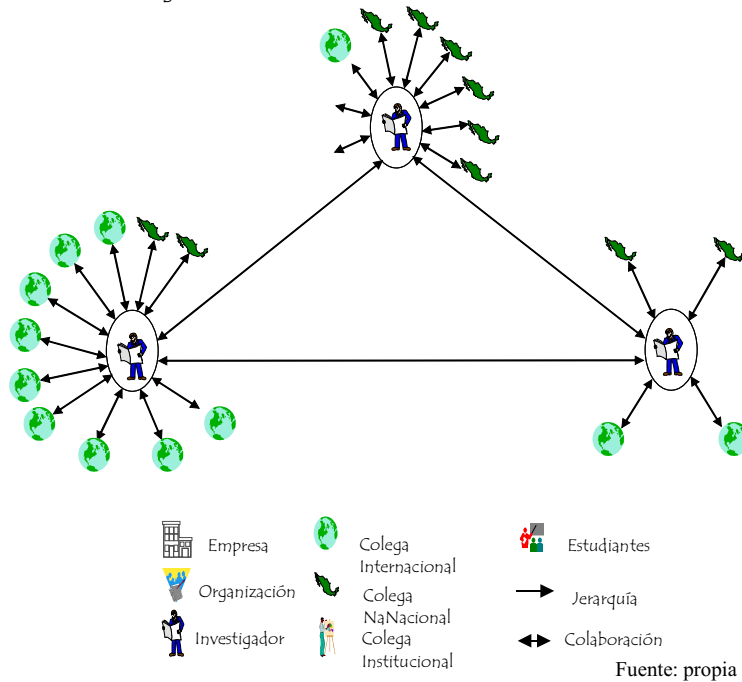 Empresa
Colega
Internacional
Estudiantes
Organización
Colega
NaNacional
Jerarquía
Investigador
Colega
Institucional
Colaboración
Fuente: propia